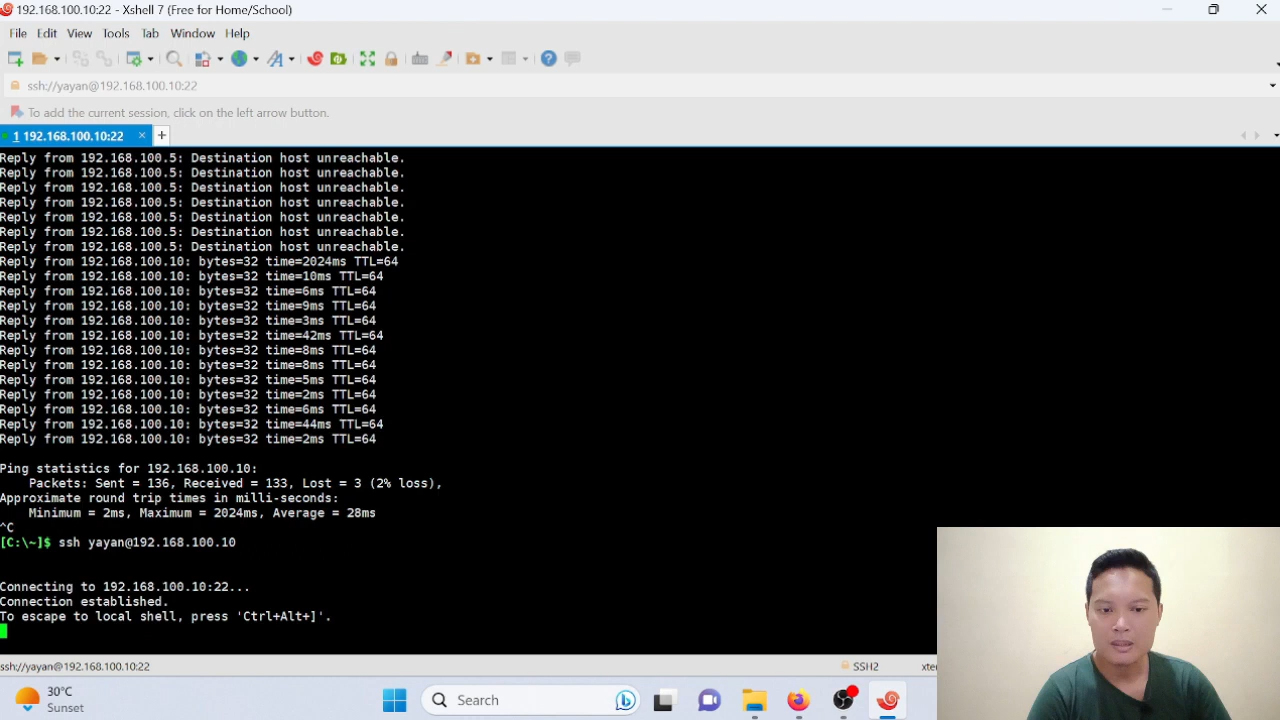 192.168.100.10:22 - Xshell 7 (Free for Home/School)
File Edit View Tools Tab Window Help
ssh://yayan@192.168.100.10:22
To add the current session, click on the left arrow button.
1 192.168.100.10:22 × +
Reply from 192.168.100.5: Destination host unreachable.
Reply from 192.168.100.5: Destination host unreachable.
Reply from 192.168.100.5: Destination host unreachable.
Reply from 192.168.100.5: Destination host unreachable.
Reply from 192.168.100.5: Destination host unreachable.
Reply from 192.168.100.5: Destination host unreachable.
Reply from 192.168.100.5: Destination host unreachable.
Reply from 192.168.100.10: bytes=32 time=2024ms TTL=64
Reply from 192.168.100.10: bytes=32 time=10ms TTL=64
Reply from 192.168.100.10: bytes=32 time=6ms TTL=64
Reply from 192.168.100.10: bytes=32 time=9ms TTL=64
Reply from 192.168.100.10: bytes=32 time=3ms TTL=64
Reply from 192.168.100.10: bytes=32 time=42ms TTL=64
Reply from 192.168.100.10: bytes=32 time=8ms TTL=64
Reply from 192.168.100.10: bytes=32 time=8ms TTL=64
Reply from 192.168.100.10: bytes=32 time=5ms TTL=64
Reply from 192.168.100.10: bytes=32 time=2ms TTL=64
Reply from 192.168.100.10: bytes=32 time=6ms TTL=64
Reply from 192.168.100.10: bytes=32 time=44ms TTL=64
Reply from 192.168.100.10: bytes=32 time=2ms TTL=64
Ping statistics for 192.168.100.10:
Packets: Sent = 136, Received = 133, Lost = 3 (2% loss),
Approximate round trip times in milli-seconds:
Minimum = 2ms, Maximum = 2024ms, Average = 28ms
^C
[C:\~]$ ssh yayan@192.168.100.10
Connecting to 192.168.100.10:22...
Connection established.
To escape to local shell, press 'Ctrl+Alt+]'.
ssh://yayan@192.168.100.10:22 SSH2 xter
30°C
Sunset
Search